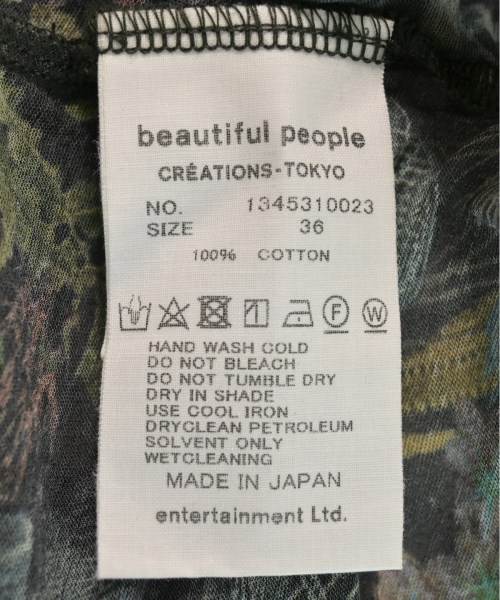 beautiful people
CRÉATIONS-TOKYO
NO. 1345310023
SIZE 36
100% COTTON
F W
HAND WASH COLD
DO NOT BLEACH
DO NOT TUMBLE DRY
DRY IN SHADE
USE COOL IRON
DRYCLEAN PETROLEUM
SOLVENT ONLY
WETCLEANING
MADE IN JAPAN
entertainment Ltd.